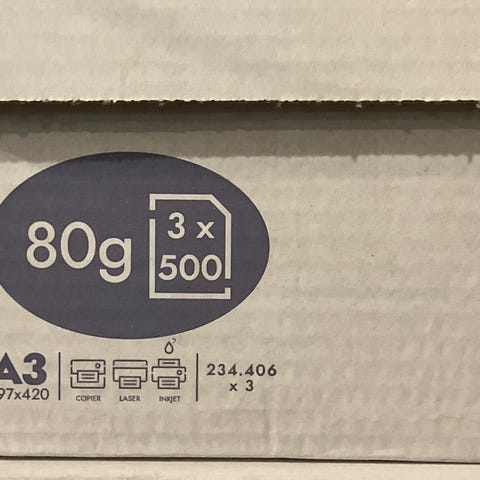 80g
3 x
500
A3
97x420
COPIER
LASER
INKJET
234.406
x 3